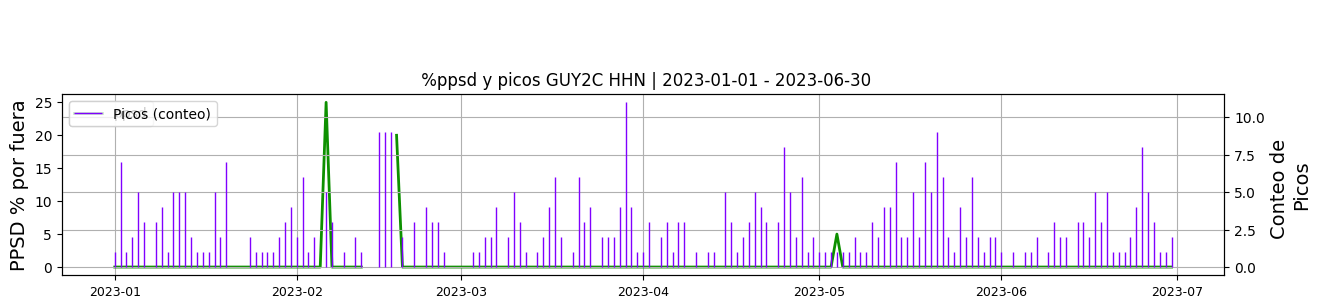 %ppsd y picos GUY2C HHN | 2023-01-01 - 2023-06-30
Picos (conteo)
PPSD % por fuera
25
20
15
10
5
0
10.0
7.5
5.0
2.5
0.0
Conteo de
Picos
2023-01 2023-02 2023-03 2023-04 2023-05 2023-06 2023-07